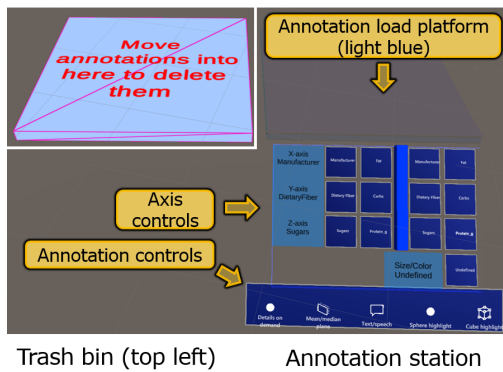 Move
annotations into
here to delete
them
Annotation load platform
(light blue)
X-axis
Manufacturer
Manufacturer
Fat
Manufacturer
Fat
Y-axis
DietaryFiber
Dietary Fiber
Carbo
Dietary Fiber
Carbo
Z-axis
Sugars
Sugars
Protein_g
Sugars
Protein_g
Size/Color
Undefined
Undefined
Axis
controls
Annotation controls
Details on
demand
Mean/median
plane
Text/speech
Sphere highlight
Cube highlight
Trash bin (top left)
Annotation station